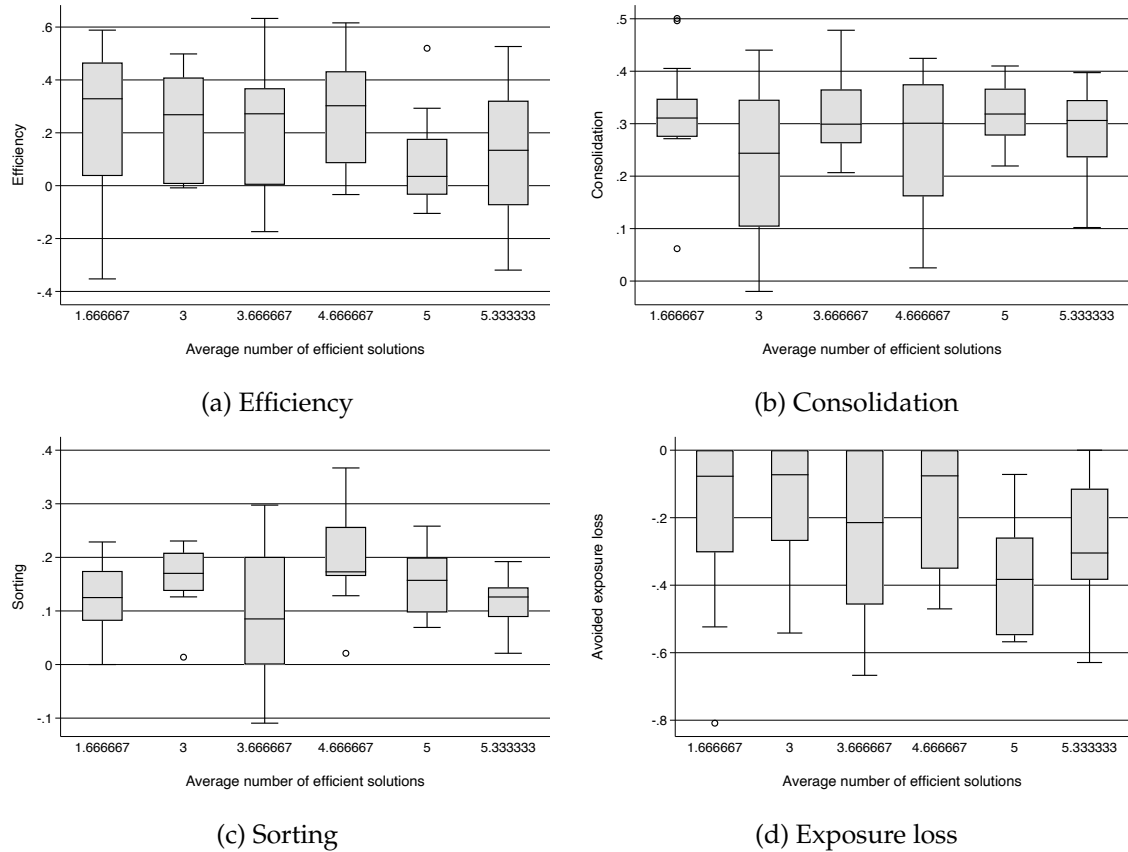 .6
.4
.2
0
-.2
-.4
Efficiency
1.666667 3 3.666667 4.666667 5 5.333333
Average number of efficient solutions
(a) Efficiency
.5
.4
.3
.2
.1
0
Consolidation
1.666667 3 3.666667 4.666667 5 5.333333
Average number of efficient solutions
(b) Consolidation
.4
.3
.2
.1
0
-.1
Sorting
1.666667 3 3.666667 4.666667 5 5.333333
Average number of efficient solutions
(c) Sorting
0
-.2
-.4
-.6
-.8
Avoided exposure loss
1.666667 3 3.666667 4.666667 5 5.333333
Average number of efficient solutions
(d) Exposure loss